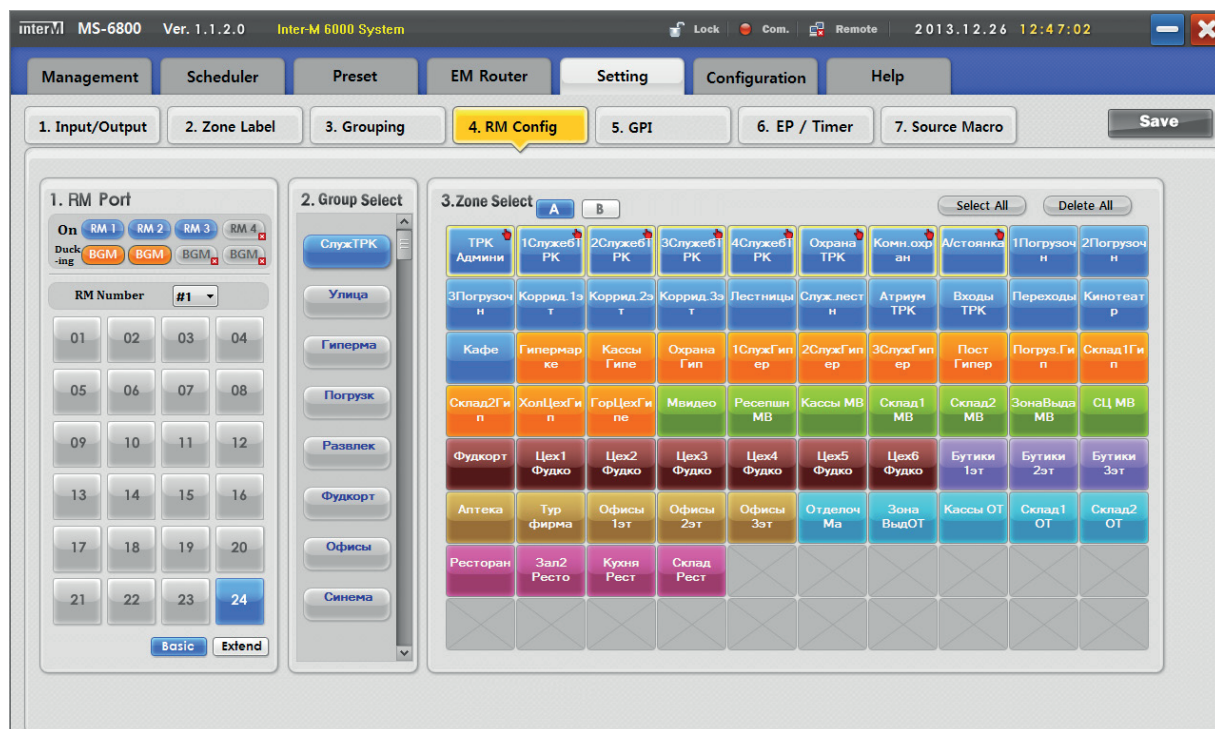 interM MS-6800 Ver. 1.1.2.0 Inter-M 6000 System Lock Com. Remote 2013.12.26 12:47:02
Management Scheduler Preset EM Router Setting Configuration Help
1. Input/Output 2. Zone Label 3. Grouping 4. RM Config 5. GPI 6. EP / Timer 7. Source Macro Save
1. RM Port
On RM 1 RM 2 RM 3 RM 4
Duck
-ing BGM BGM BGM BGM
RM Number #1
01 02 03 04
05 06 07 08
09 10 11 12
13 14 15 16
17 18 19 20
21 22 23 24
Basic Extend
2. Group Select
СлужТРК
Улица
Гиперма
Погрузк
Развлек
Фудкорт
Офисы
Синема
3.Zone Select A B Select All Delete All
ТРК 1Служеб1 2Служеб1 3Служеб1 4Служеб1 Охрана Комн.охр А/стоянка 1Погрузоч 2Погрузоч
Админи РК РК РК РК ТРК ан н н
3Погрузоч Коррид.1э Коррид.2э Коррид.3э Лестницы Служ.лест Атриум Входы Переходы Кинотеат
н т т т н ТРК ТРК р
Кафе Гипермар Кассы Охрана 1СлужГип 2СлужГип 3СлужГип Пост Погруз.Ги Склад1Ги
ке Гипе Гип ер ер ер Гипер п п
Склад2Ги ХолЦехГи ГорЦехГи Мвидео Ресепшн Кассы МВ Склад1 Склад2 ЗонаВыда СЦ МВ
п п пе МВ МВ МВ МВ
Фудкорт Цех1 Цех2 Цех3 Цех4 Цех5 Цех6 Бутики Бутики Бутики
Фудко Фудко Фудко Фудко Фудко Фудко 1эт 2эт 3эт
Аптека Тур Офисы Офисы Офисы Отделоч Зона Кассы ОТ Склад1 Склад2
фирма 1эт 2эт 3эт Ма ВыдОТ ОТ ОТ
Ресторан Зал2 Кухня Склад
Ресто Рест Рест